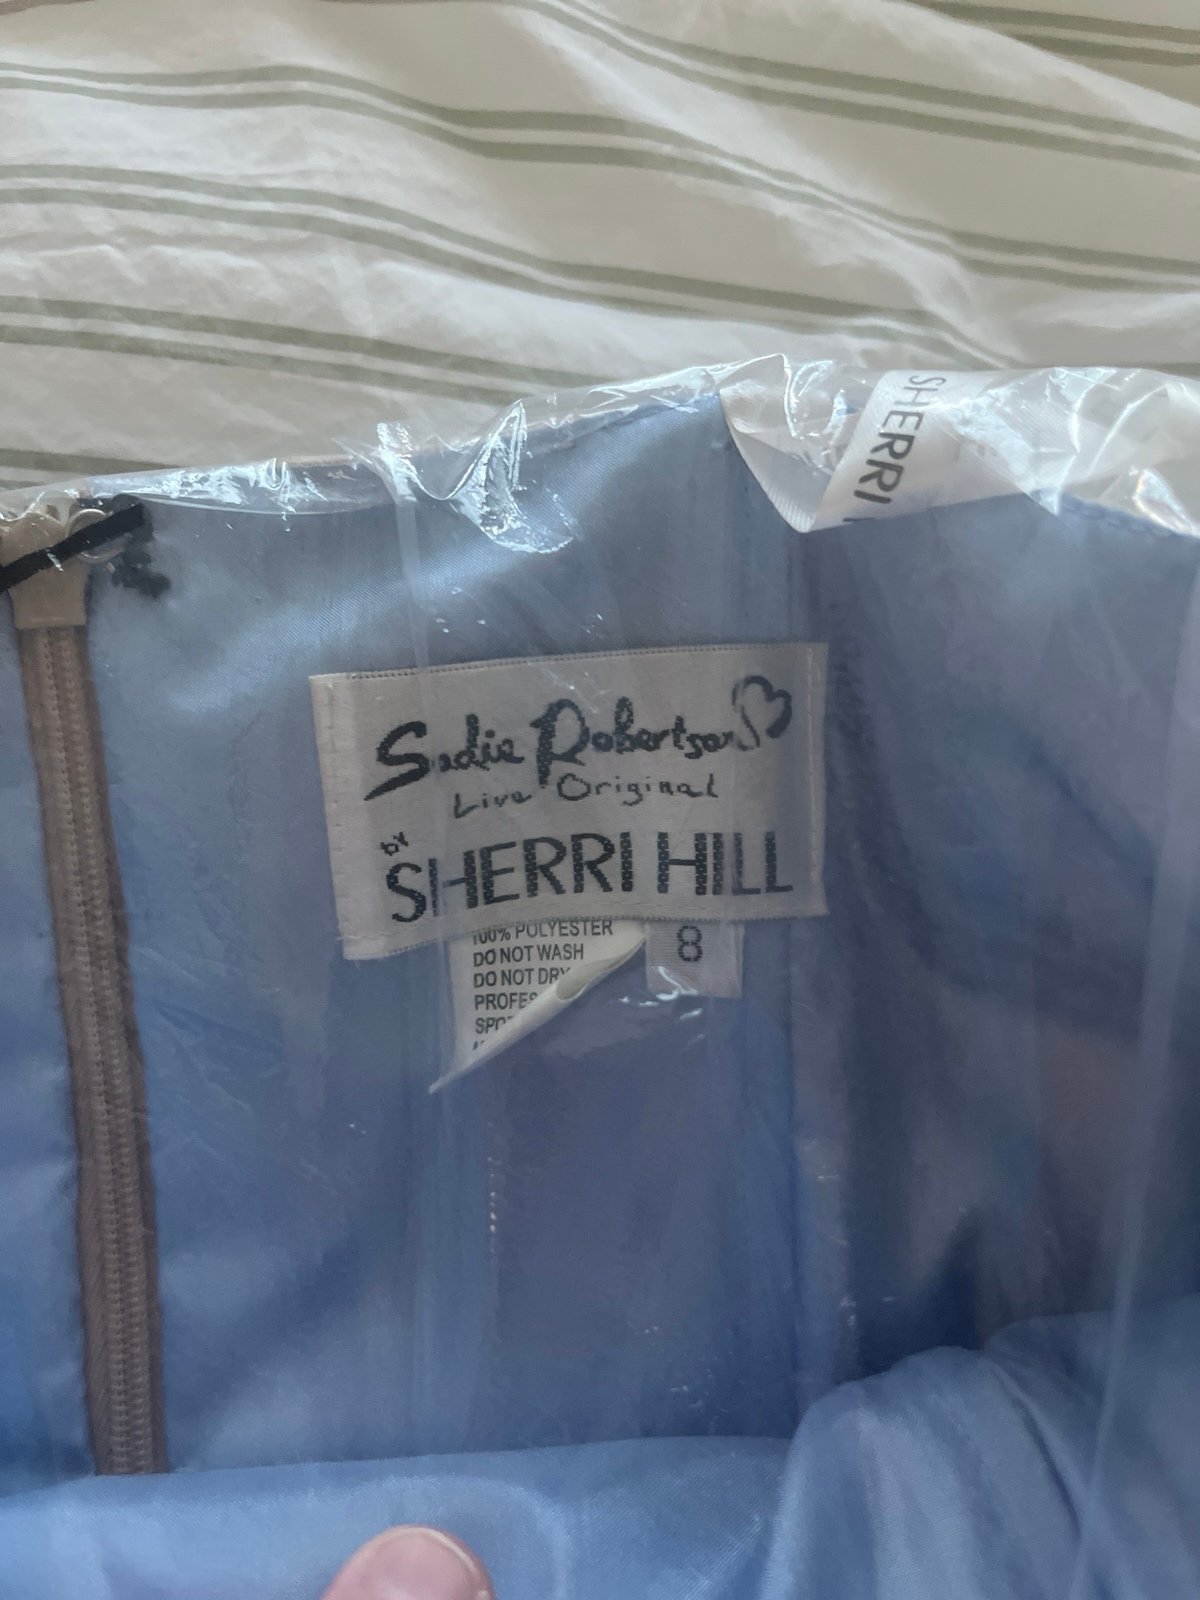 SHERRI
Sadie Robertson
Live Original
by
SHERRI HILL
100% POLYESTER
DO NOT WASH
DO NOT DRY
8